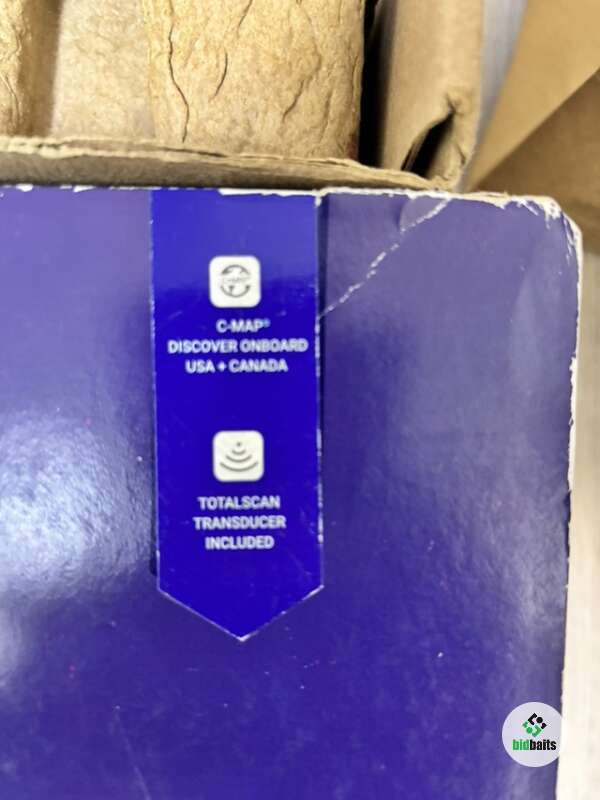 C-MAP®
DISCOVER ONBOARD
USA + CANADA
TOTALSCAN
TRANSDUCER
INCLUDED
bidbaits